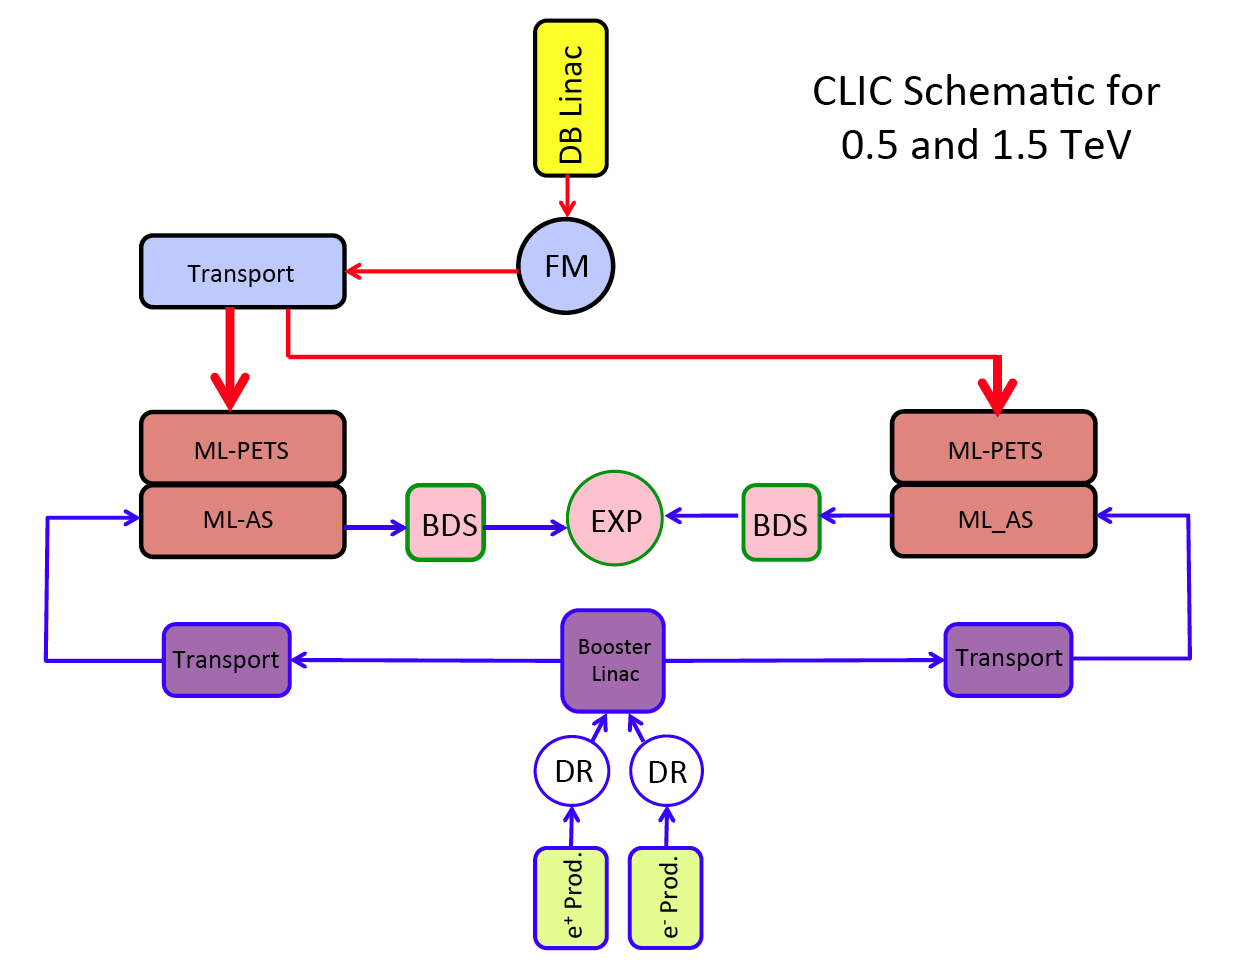 DB Linac
CLIC Schematic for
0.5 and 1.5 TeV
FM
Transport
ML-PETS
ML-PETS
ML-AS
BDS
EXP
BDS
ML_AS
Transport
Booster
Linac
Transport
DR
DR
e⁺ Prod.
e⁻ Prod.